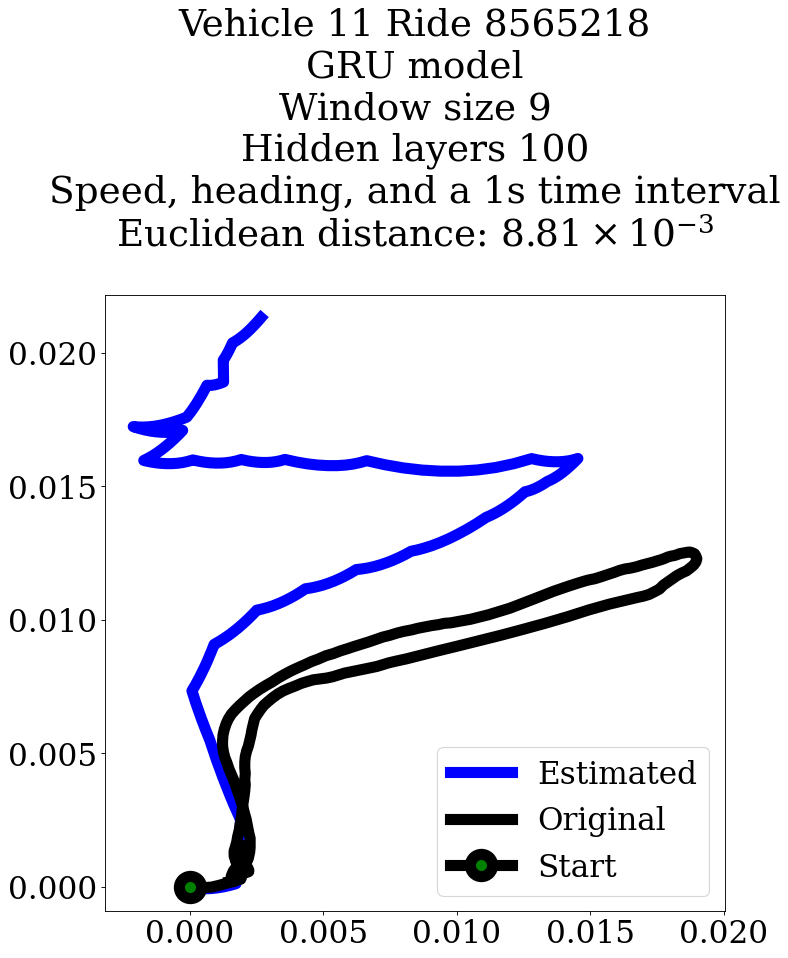 Vehicle 11 Ride 8565218
GRU model
Window size 9
Hidden layers 100
Speed, heading, and a 1s time interval
Euclidean distance: 8.81 × 10⁻³
0.020
0.015
0.010
0.005
0.000
Estimated
Original
Start
0.000 0.005 0.010 0.015 0.020